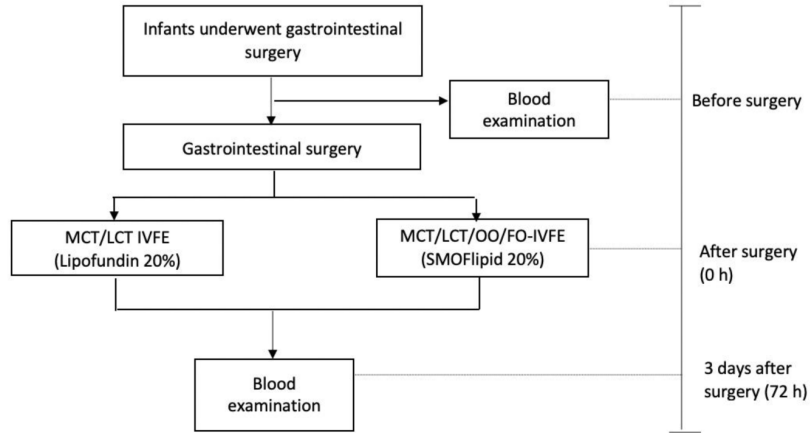 Infants underwent gastrointestinal
surgery
Blood
examination
Before surgery
Gastrointestinal surgery
MCT/LCT IVFE
(Lipofundin 20%)
MCT/LCT/OO/FO-IVFE
(SMOFlipid 20%)
After surgery
(0 h)
Blood
examination
3 days after
surgery (72 h)